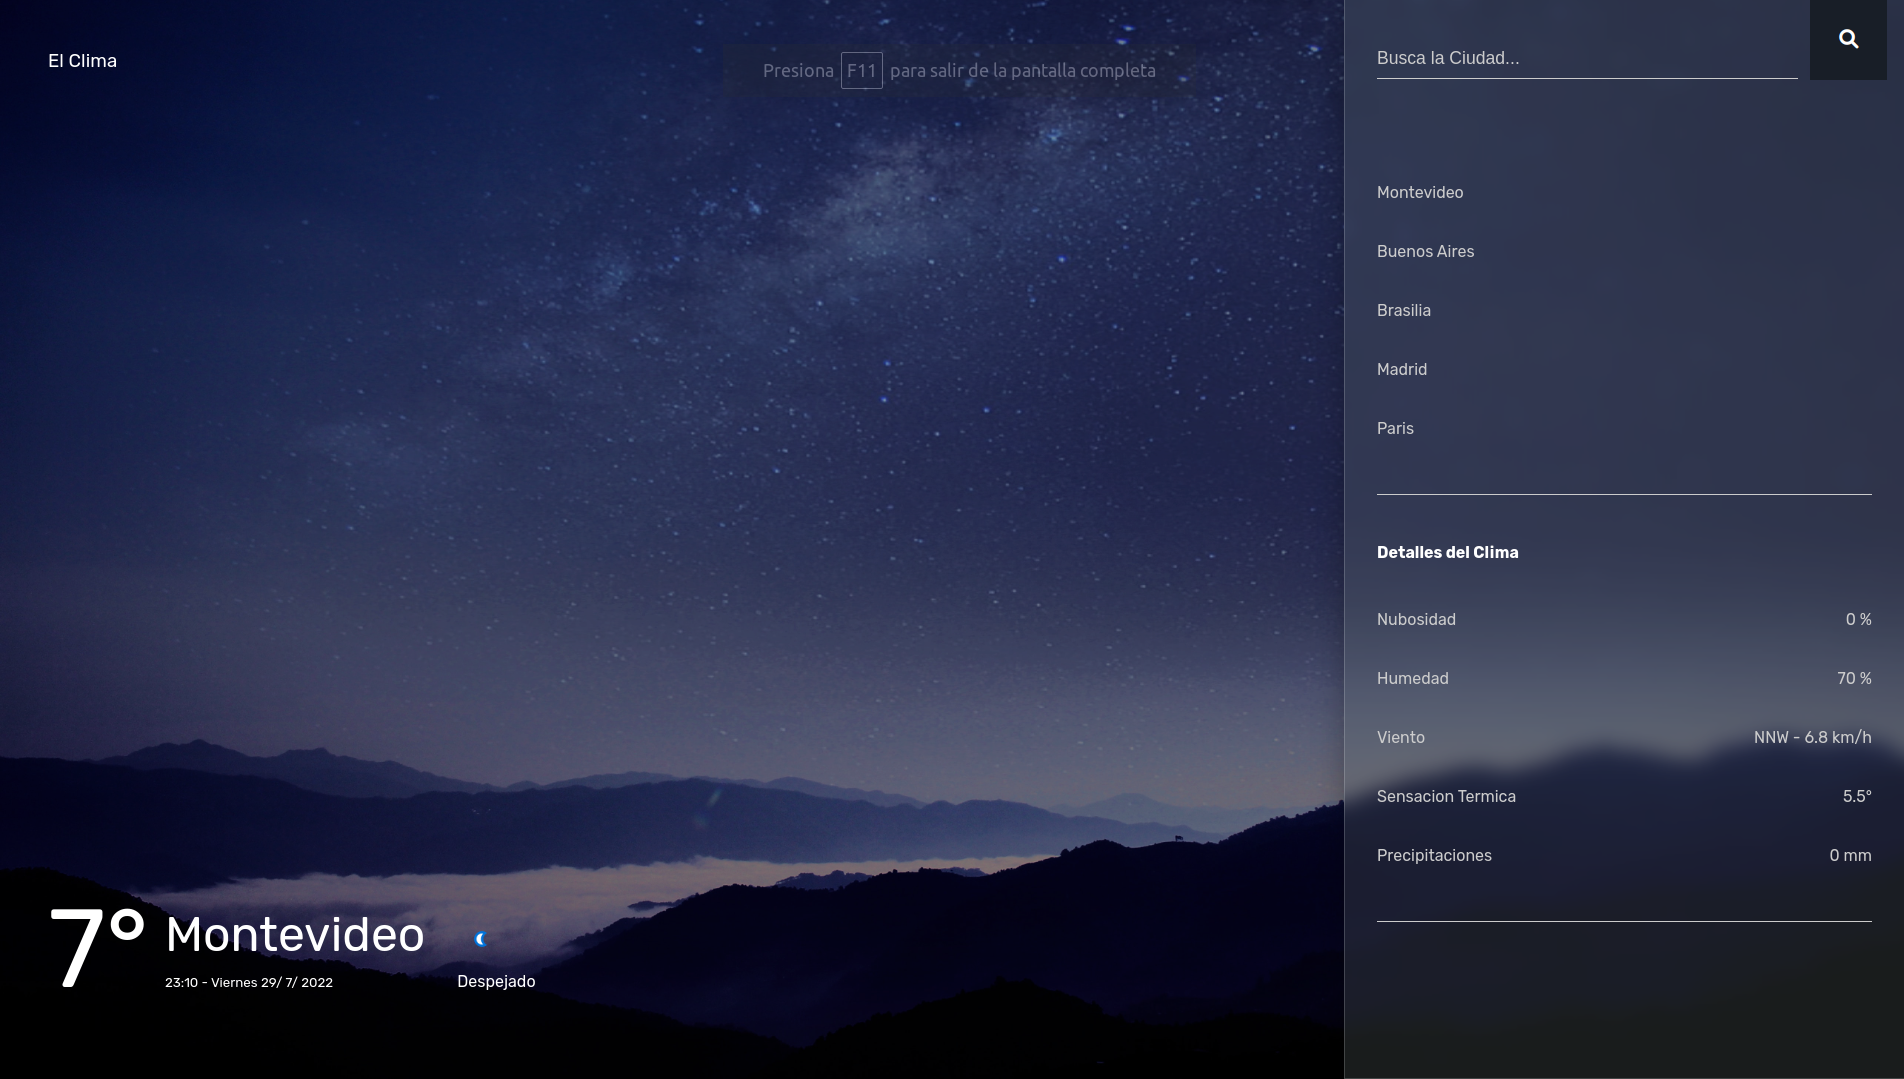 El Clima
Presiona F11 para salir de la pantalla completa
Busca la Ciudad...
Montevideo
Buenos Aires
Brasilia
Madrid
Paris
Detalles del Clima
Nubosidad 0 %
Humedad 70 %
Viento NNW - 6.8 km/h
Sensacion Termica 5.5°
Precipitaciones 0 mm
7° Montevideo
23:10 - Viernes 29/ 7/ 2022
Despejado